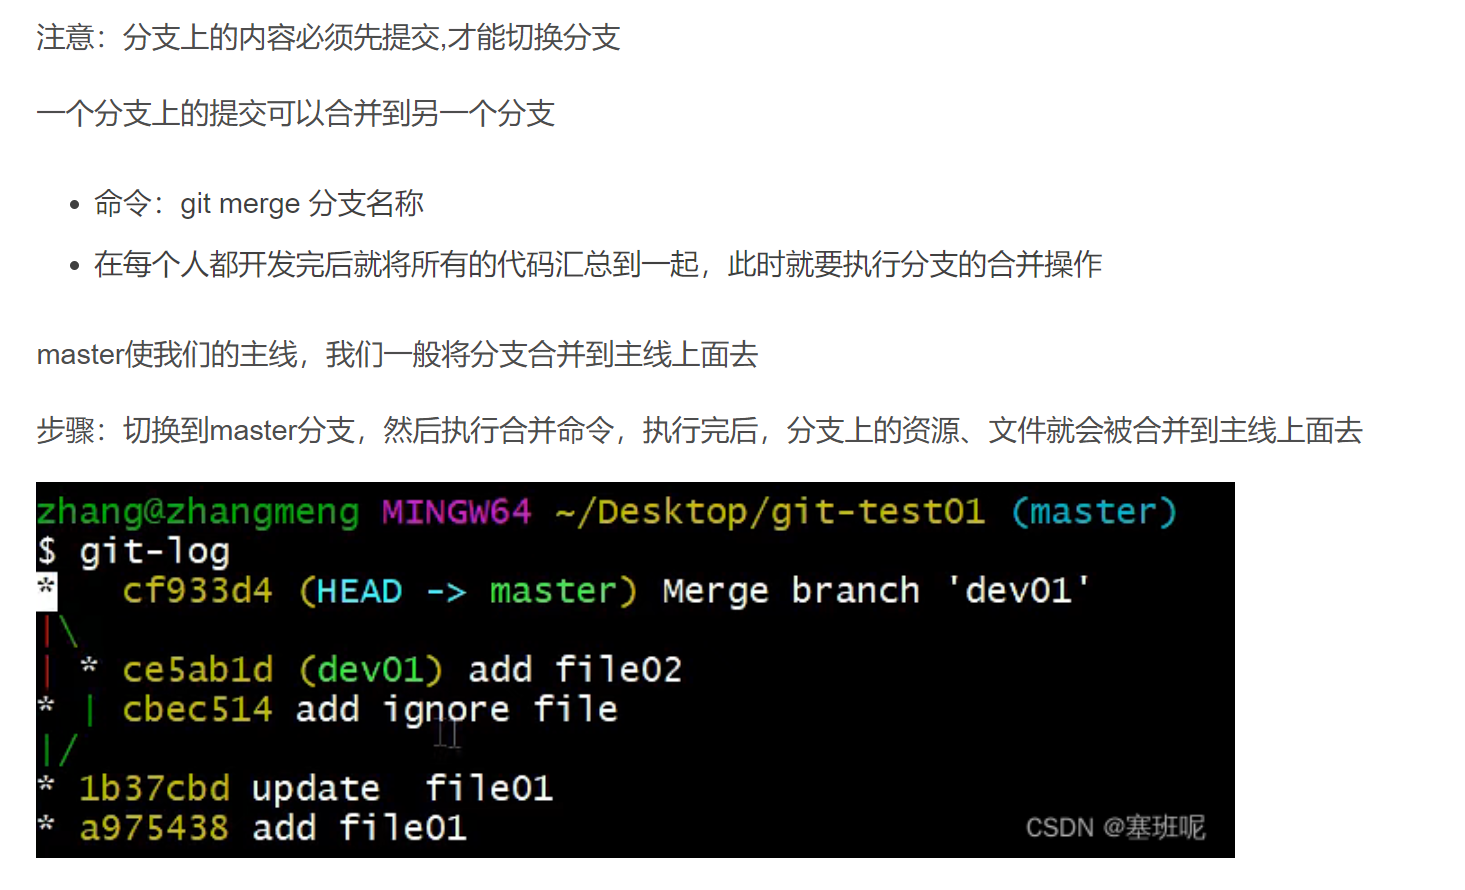 注意：分支上的内容必须先提交,才能切换分支
一个分支上的提交可以合并到另一个分支
• 命令：git merge 分支名称
• 在每个人都开发完后就将所有的代码汇总到一起，此时就要执行分支的合并操作
master使我们的主线，我们一般将分支合并到主线上面去
步骤：切换到master分支，然后执行合并命令，执行完后，分支上的资源、文件就会被合并到主线上面去
zhang@zhangmeng MINGW64 ~/Desktop/git-test01 (master)
$ git-log
*   cf933d4 (HEAD -> master) Merge branch 'dev01'
|\
| * ce5ab1d (dev01) add file02
* | cbec514 add ignore file
|/
* 1b37cbd update  file01
* a975438 add file01
CSDN @塞班呢